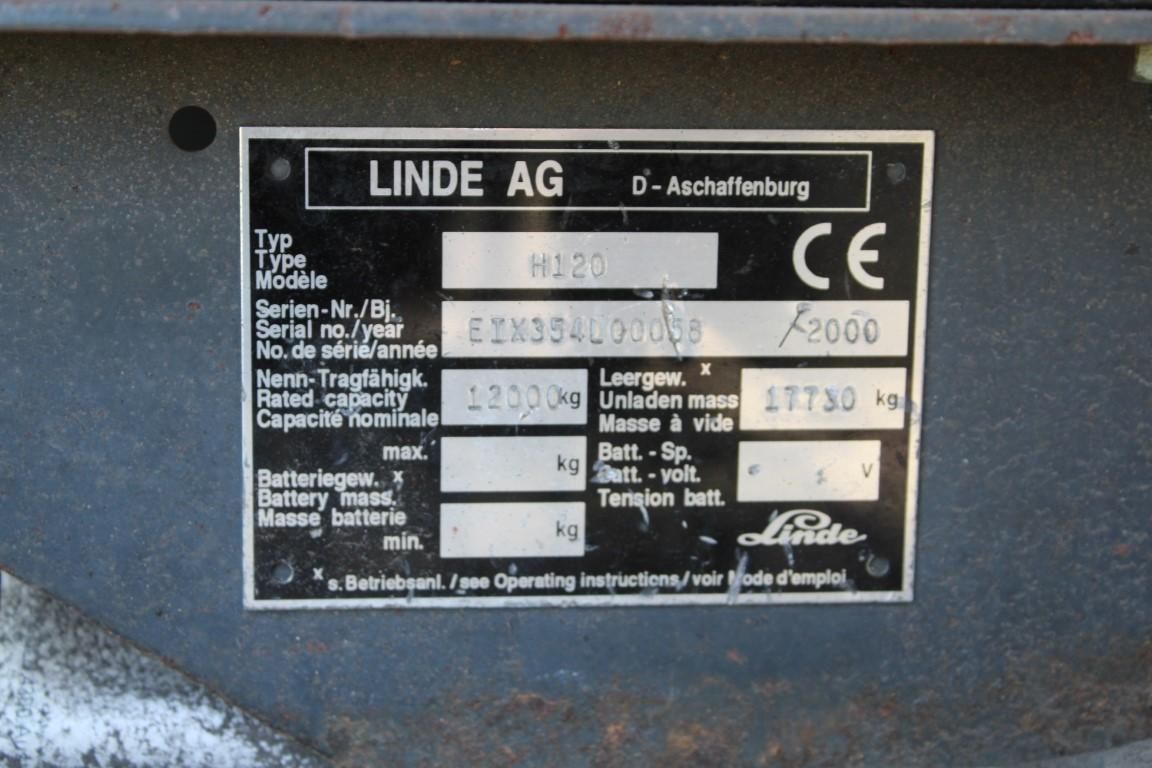 LINDE AG D - Aschaffenburg
CE
Typ
Type H120
Modèle
Serien-Nr./Bj.
Serial no./year E1X354L00058 / 2000
No. de série/année
Nenn-Tragfähigk. Leergew. x
Rated capacity 12000 kg Unladen mass 17730 kg
Capacité nominale Masse à vide
max. kg Batt. - Sp.
Batteriegew. x Batt. - volt. V
Battery mass. Tension batt.
Masse batterie kg
min. Linde
x s. Betriebsanl. / see Operating instructions / voir Mode d'emploi